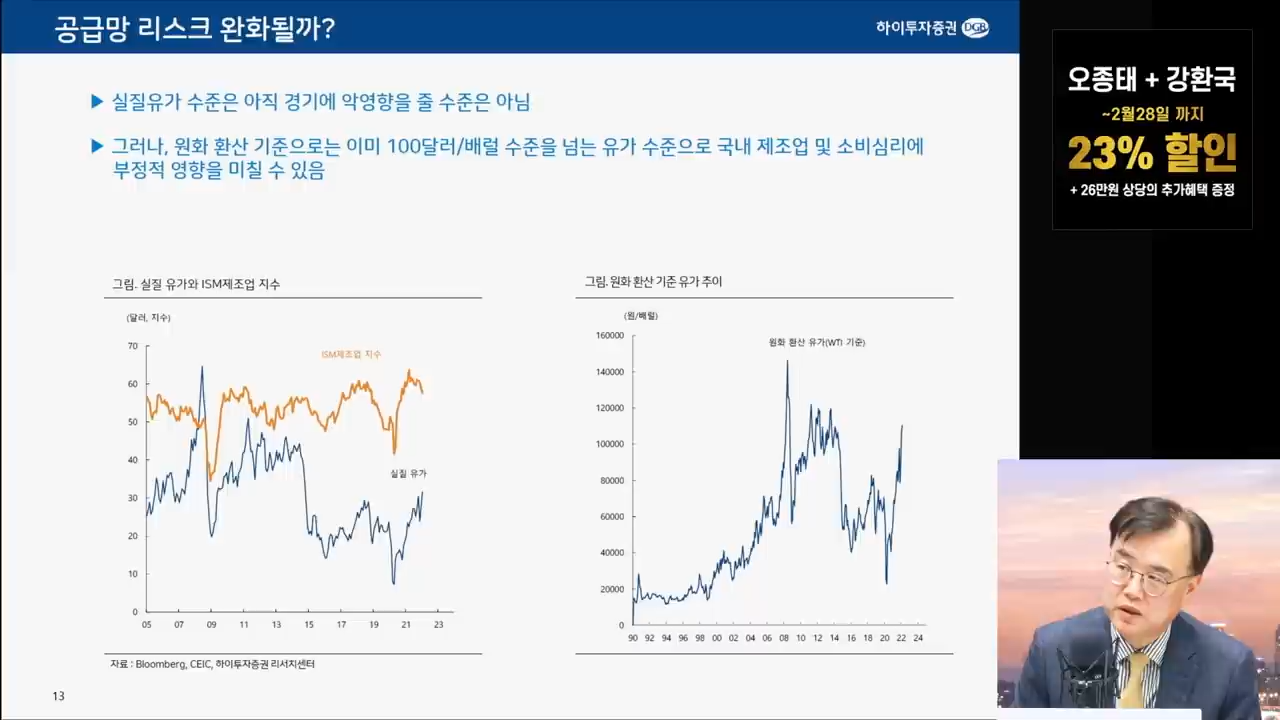 공급망 리스크 완화될까?
하이투자증권 DGB
▶ 실질유가 수준은 아직 경기에 악영향을 줄 수준은 아님
▶ 그러나, 원화 환산 기준으로는 이미 100달러/배럴 수준을 넘는 유가 수준으로 국내 제조업 및 소비심리에
부정적 영향을 미칠 수 있음
그림. 실질 유가와 ISM제조업 지수
(달러, 지수)
70
60
50
40
30
20
10
0
ISM제조업 지수
실질 유가
05 07 09 11 13 15 17 19 21 23
자료 : Bloomberg, CEIC, 하이투자증권 리서치센터
그림. 원화 환산 기준 유가 추이
(원/배럴)
160000
140000
120000
100000
80000
60000
40000
20000
0
원화 환산 유가(WTI 기준)
90 92 94 96 98 00 02 04 06 08 10 12 14 16 18 20 22 24
13
오종태 + 강환국
~2월28일 까지
23% 할인
+ 26만원 상당의 추가혜택 증정